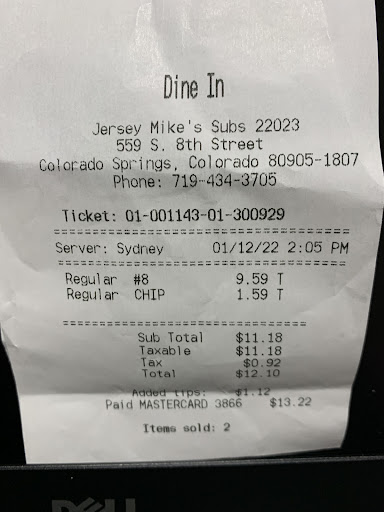 Dine In
Jersey Mike's Subs 22023
559 S. 8th Street
Colorado Springs, Colorado 80905-1807
Phone: 719-434-3705
Ticket: 01-001143-01-300929
Server: Sydney 01/12/22 2:05 PM
Regular #8 9.59 T
Regular CHIP 1.59 T
Sub Total $11.18
Taxable $11.18
Tax $0.92
Total $12.10
Added tips: $1.12
Paid MASTERCARD 3866 $13.22
Items sold: 2
DELL